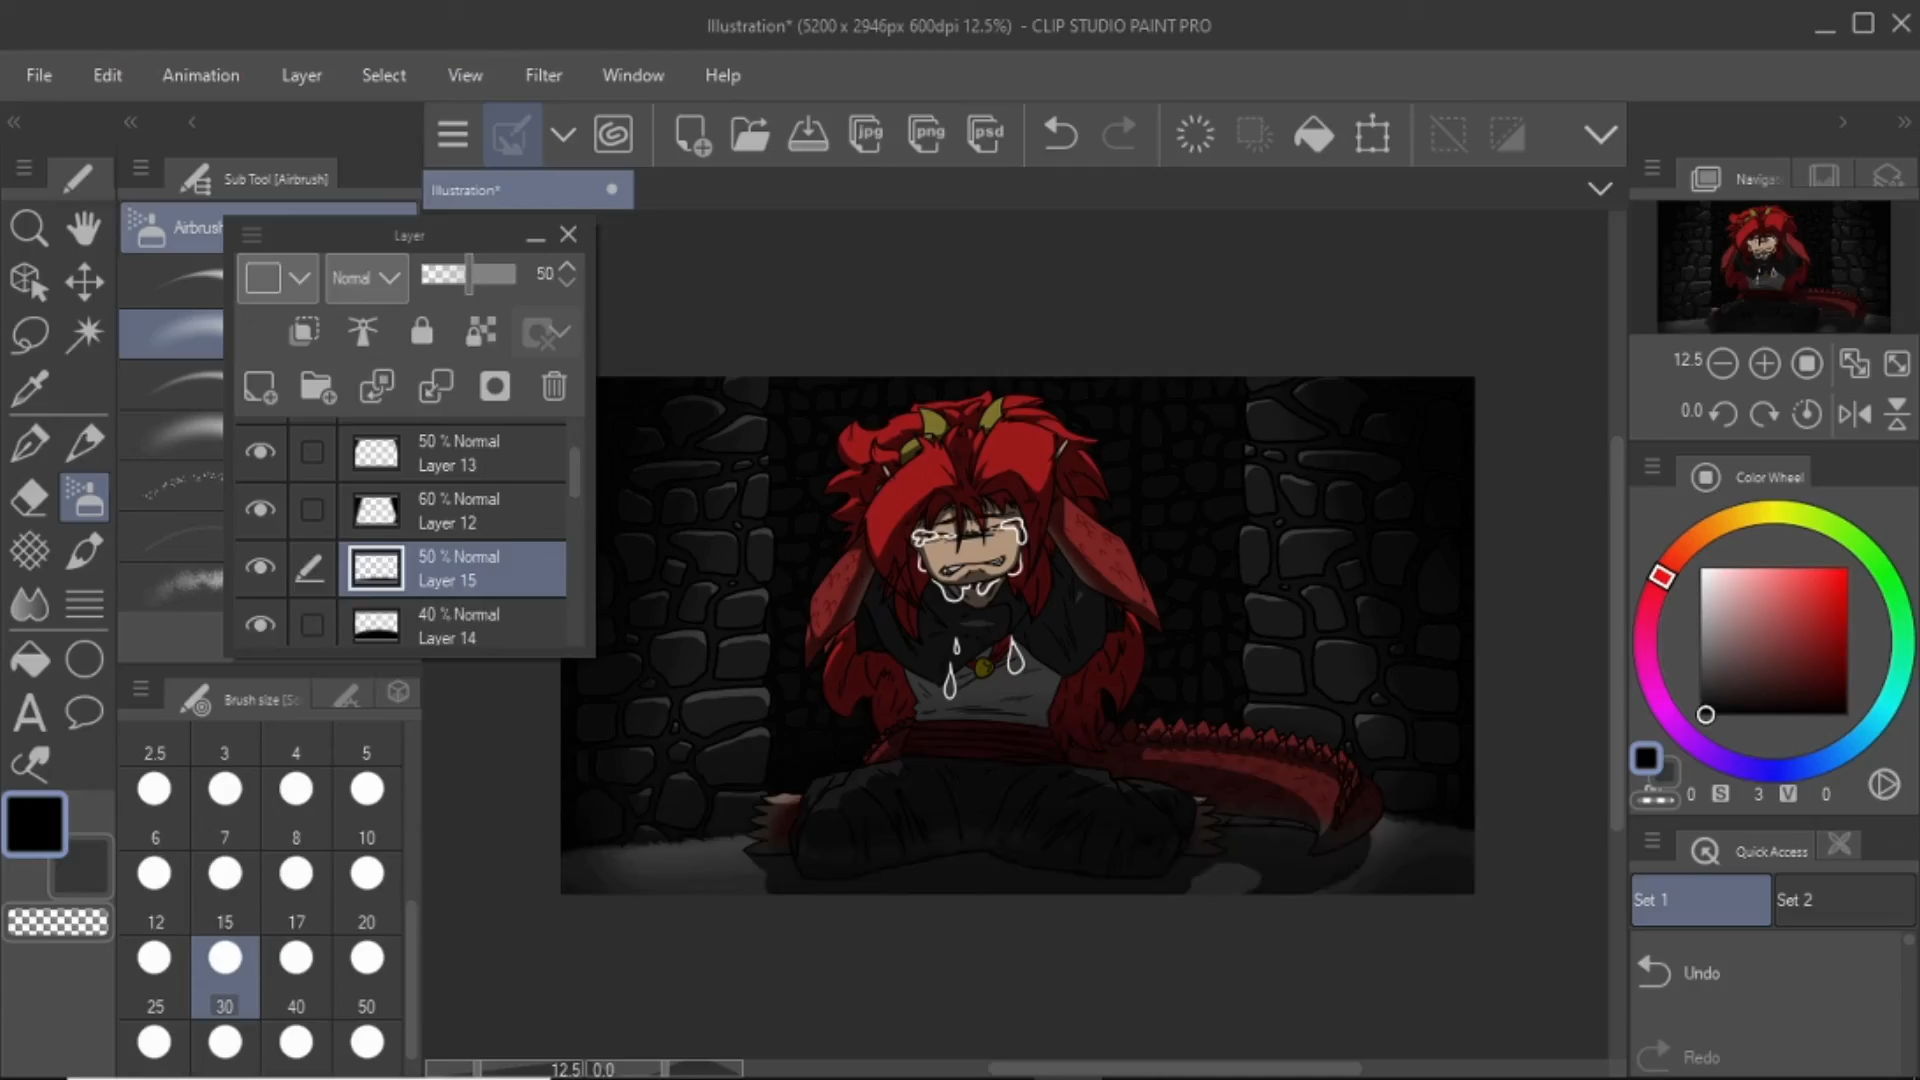 Illustration* (5200 x 2946px 600dpi 12.5%) - CLIP STUDIO PAINT PRO
File Edit Animation Layer Select View Filter Window Help
jpg png psd
Sub Tool [Airbrush]
Illustration*
Navigat
Airbrush
Layer
Normal 50
50 % Normal
Layer 13
60 % Normal
Layer 12
50 % Normal
Layer 15
40 % Normal
Layer 14
12.5
0.0
Color Wheel
0 S 3 V 0
Brush size [S
2.5 3 4 5
6 7 8 10
12 15 17 20
25 30 40 50
Quick Access
Set 1 Set 2
Undo
Redo
12.5 0.0